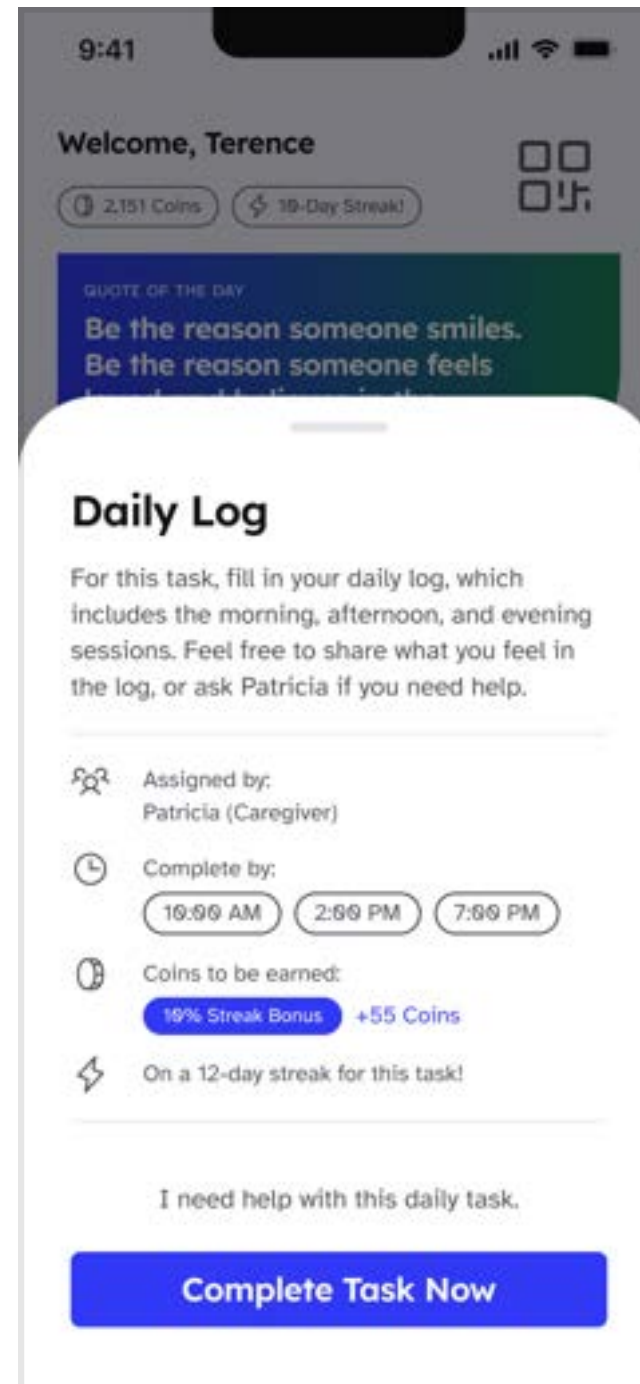 9:41
Welcome, Terence
2,151 Coins
10-Day Streak!
QUOTE OF THE DAY
Be the reason someone smiles.
Be the reason someone feels
Daily Log
For this task, fill in your daily log, which
includes the morning, afternoon, and evening
sessions. Feel free to share what you feel in
the log, or ask Patricia if you need help.
Assigned by:
Patricia (Caregiver)
Complete by:
10:00 AM 2:00 PM 7:00 PM
Coins to be earned:
10% Streak Bonus +55 Coins
On a 12-day streak for this task!
I need help with this daily task.
Complete Task Now